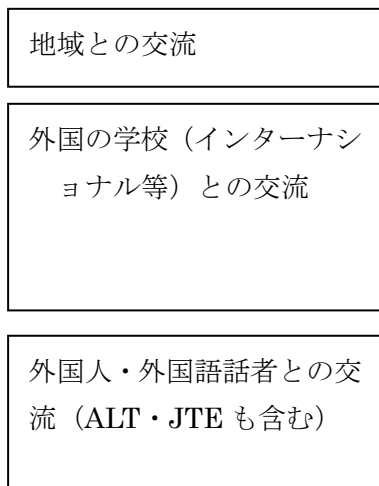 地域との交流
外国の学校（インターナシ
ョナル等）との交流
外国人・外国語話者との交
流（ALT・JTE も含む）